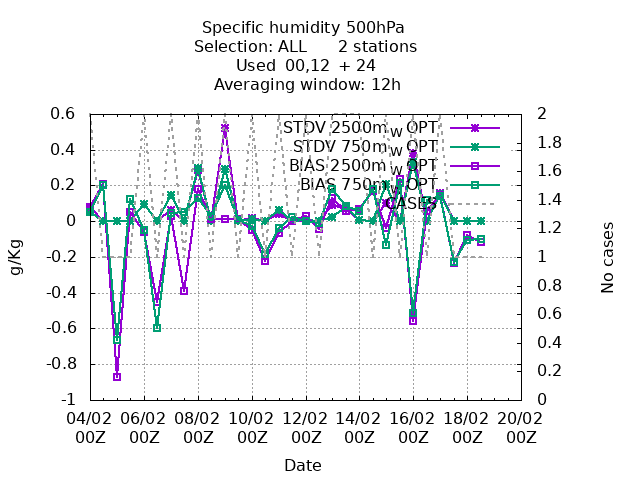 Specific humidity 500hPa
Selection: ALL 2 stations
Used 00,12 + 24
Averaging window: 12h
0.6
0.4
0.2
0
-0.2
-0.4
-0.6
-0.8
-1
g/Kg
STDV 2500m_w OPT
STDV 750m_w OPT
BIAS 2500m_w OPT
BIAS 750m_w OPT
CASES
2
1.8
1.6
1.4
1.2
1
0.8
0.6
0.4
0.2
0
No cases
04/02 06/02 08/02 10/02 12/02 14/02 16/02 18/02 20/02
00Z 00Z 00Z 00Z 00Z 00Z 00Z 00Z 00Z
Date